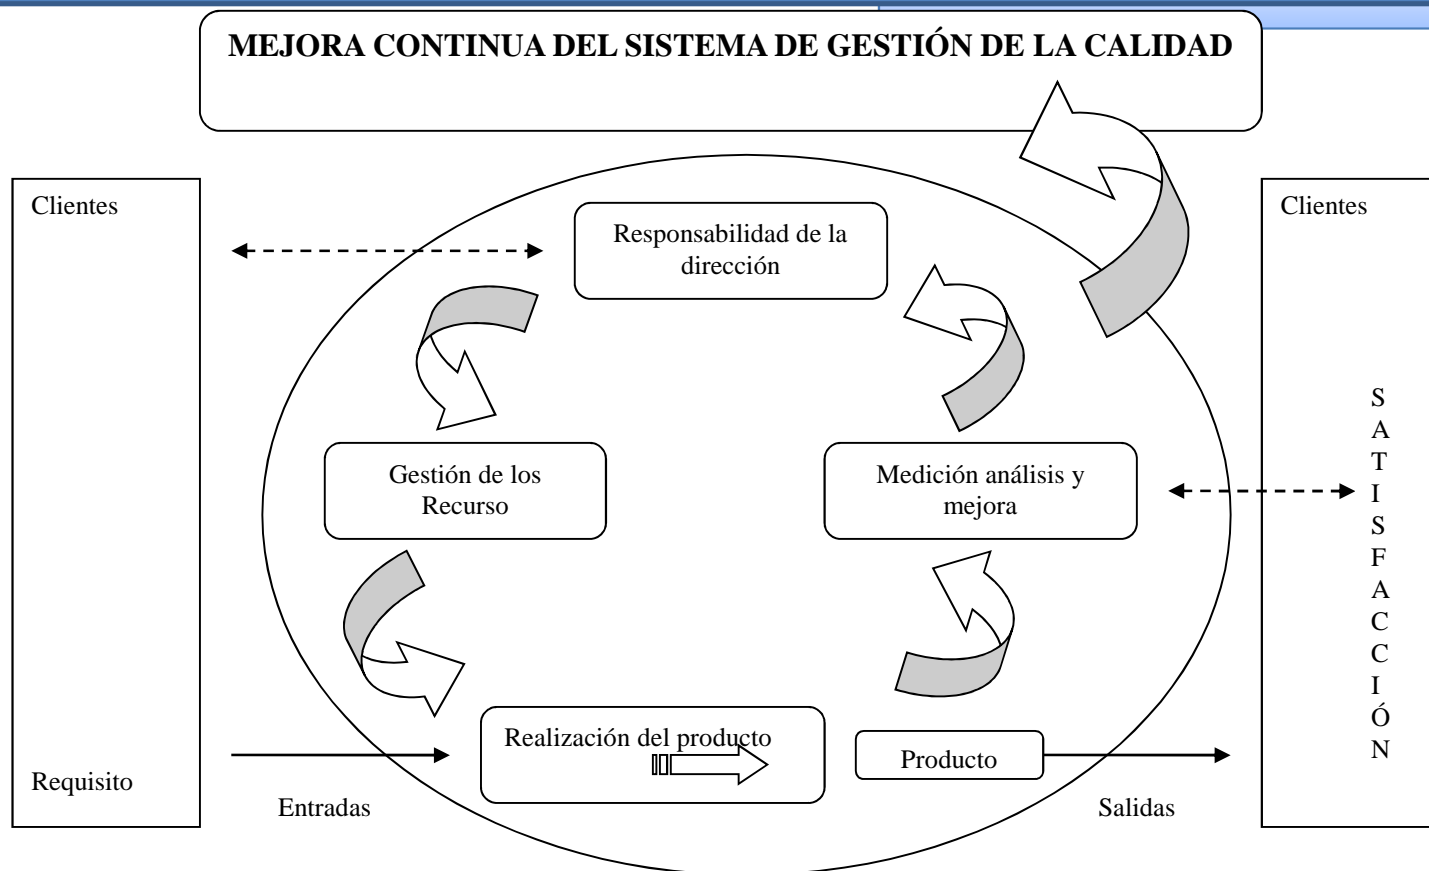 MEJORA CONTINUA DEL SISTEMA DE GESTIÓN DE LA CALIDAD
Clientes
Responsabilidad de la
dirección
Clientes
Gestión de los
Recurso
Medición análisis y
mejora
S
A
T
I
S
F
A
C
C
I
Ó
N
Realización del producto
Producto
Requisito
Entradas
Salidas